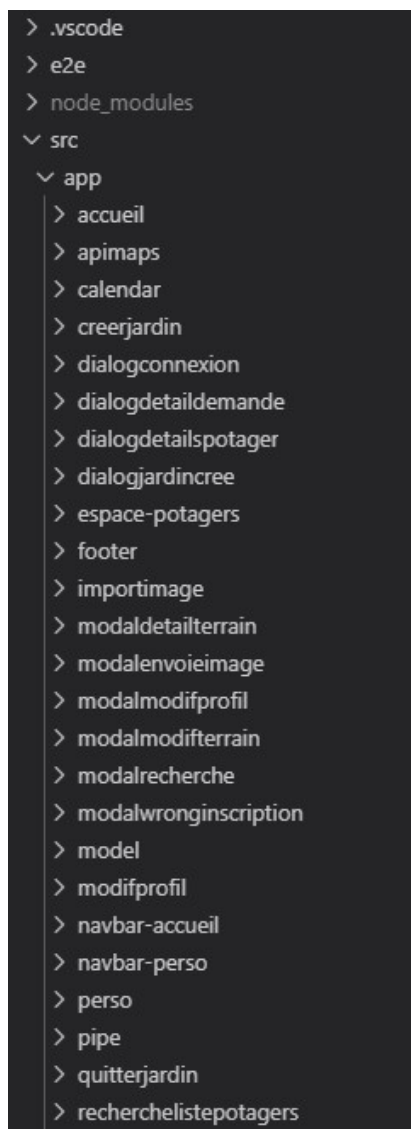 .vscode
e2e
node_modules
src
app
accueil
apimaps
calendar
creerjardin
dialogconnexion
dialogdetaildemande
dialogdetailspotager
dialogjardincree
espace-potagers
footer
importimage
modaldetailterrain
modalenvoieimage
modalmodifprofil
modalmodifterrain
modalrecherche
modalwronginscription
model
modifprofil
navbar-accueil
navbar-perso
perso
pipe
quitterjardin
recherchelistepotagers